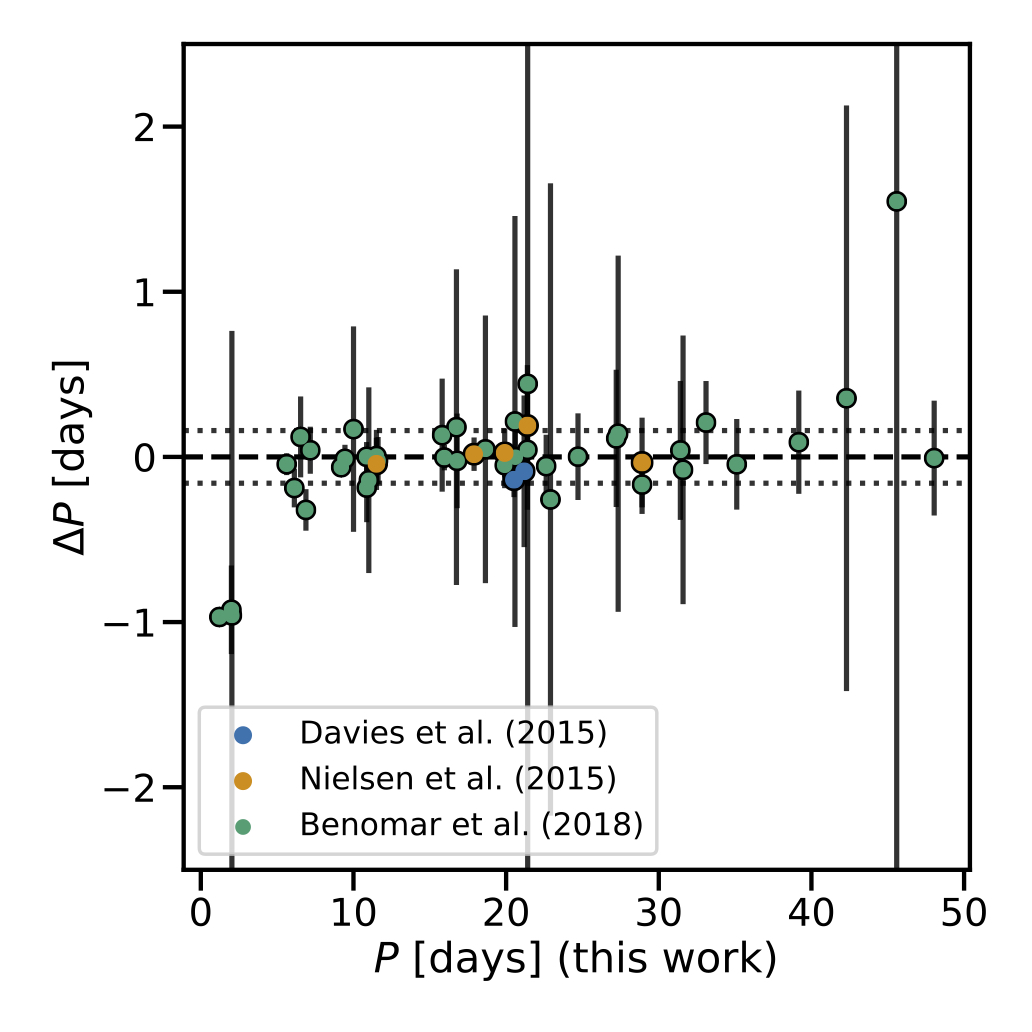 2
1
0
−1
−2
ΔP [days]
Davies et al. (2015)
Nielsen et al. (2015)
Benomar et al. (2018)
0 10 20 30 40 50
P [days] (this work)